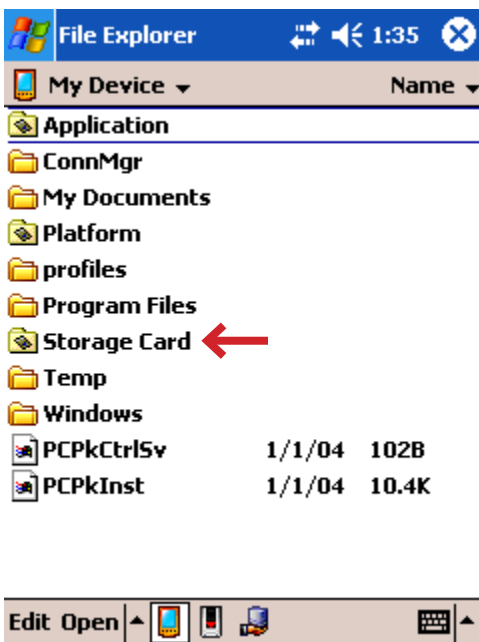 File Explorer 1:35
My Device Name
Application
ConnMgr
My Documents
Platform
profiles
Program Files
Storage Card
Temp
Windows
PCPkCtrlSv 1/1/04 102B
PCPkInst 1/1/04 10.4K
Edit Open